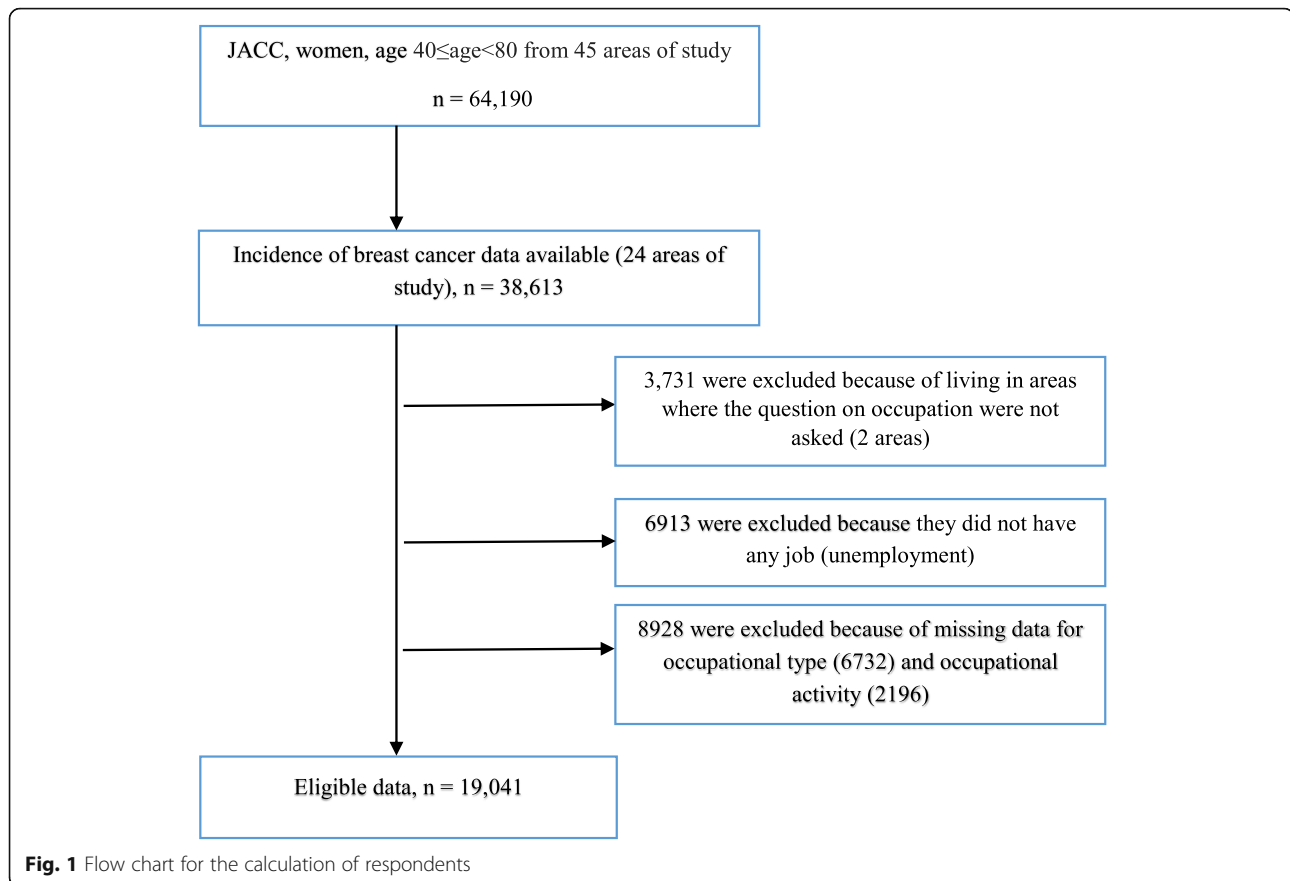 JACC, women, age 40≤age<80 from 45 areas of study
n = 64,190
Incidence of breast cancer data available (24 areas of
study), n = 38,613
3,731 were excluded because of living in areas
where the question on occupation were not
asked (2 areas)
6913 were excluded because they did not have
any job (unemployment)
8928 were excluded because of missing data for
occupational type (6732) and occupational
activity (2196)
Eligible data, n = 19,041
Fig. 1 Flow chart for the calculation of respondents